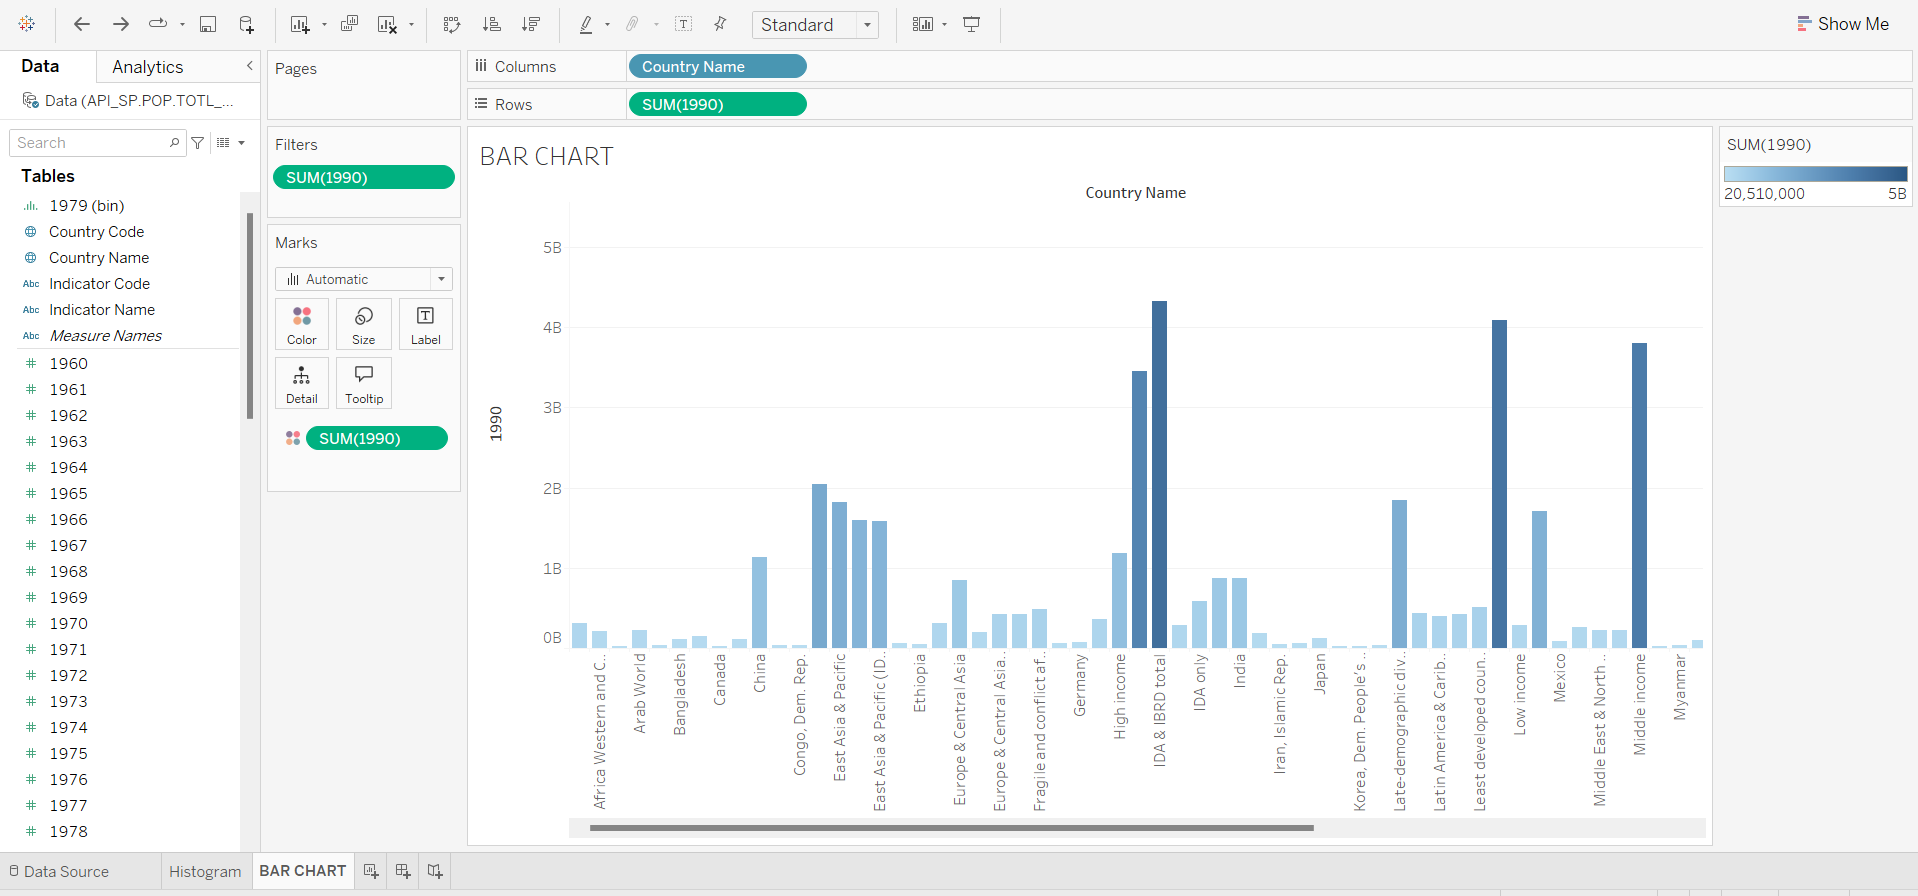 Standard
Show Me
Data
Analytics
Data (API_SP.POP.TOTL_...
Search
Tables
1979 (bin)
Country Code
Country Name
Abc Indicator Code
Abc Indicator Name
Abc Measure Names
1960
1961
1962
1963
1964
1965
1966
1967
1968
1969
1970
1971
1972
1973
1974
1975
1976
1977
1978
Pages
Filters
SUM(1990)
Marks
Automatic
Color
Size
Label
Detail
Tooltip
SUM(1990)
Columns
Country Name
Rows
SUM(1990)
BAR CHART
Country Name
5B
4B
3B
2B
1B
0B
1990
Africa Western and C..
Arab World
Bangladesh
Canada
China
Congo, Dem. Rep.
East Asia & Pacific
East Asia & Pacific (ID..
Ethiopia
Europe & Central Asia
Europe & Central Asia..
Fragile and conflict af..
Germany
High income
IDA & IBRD total
IDA only
India
Iran, Islamic Rep.
Japan
Korea, Dem. People's ..
Late-demographic div..
Latin America & Carib..
Least developed coun..
Low income
Mexico
Middle East & North ..
Middle income
Myanmar
SUM(1990)
20,510,000
5B
Data Source
Histogram
BAR CHART